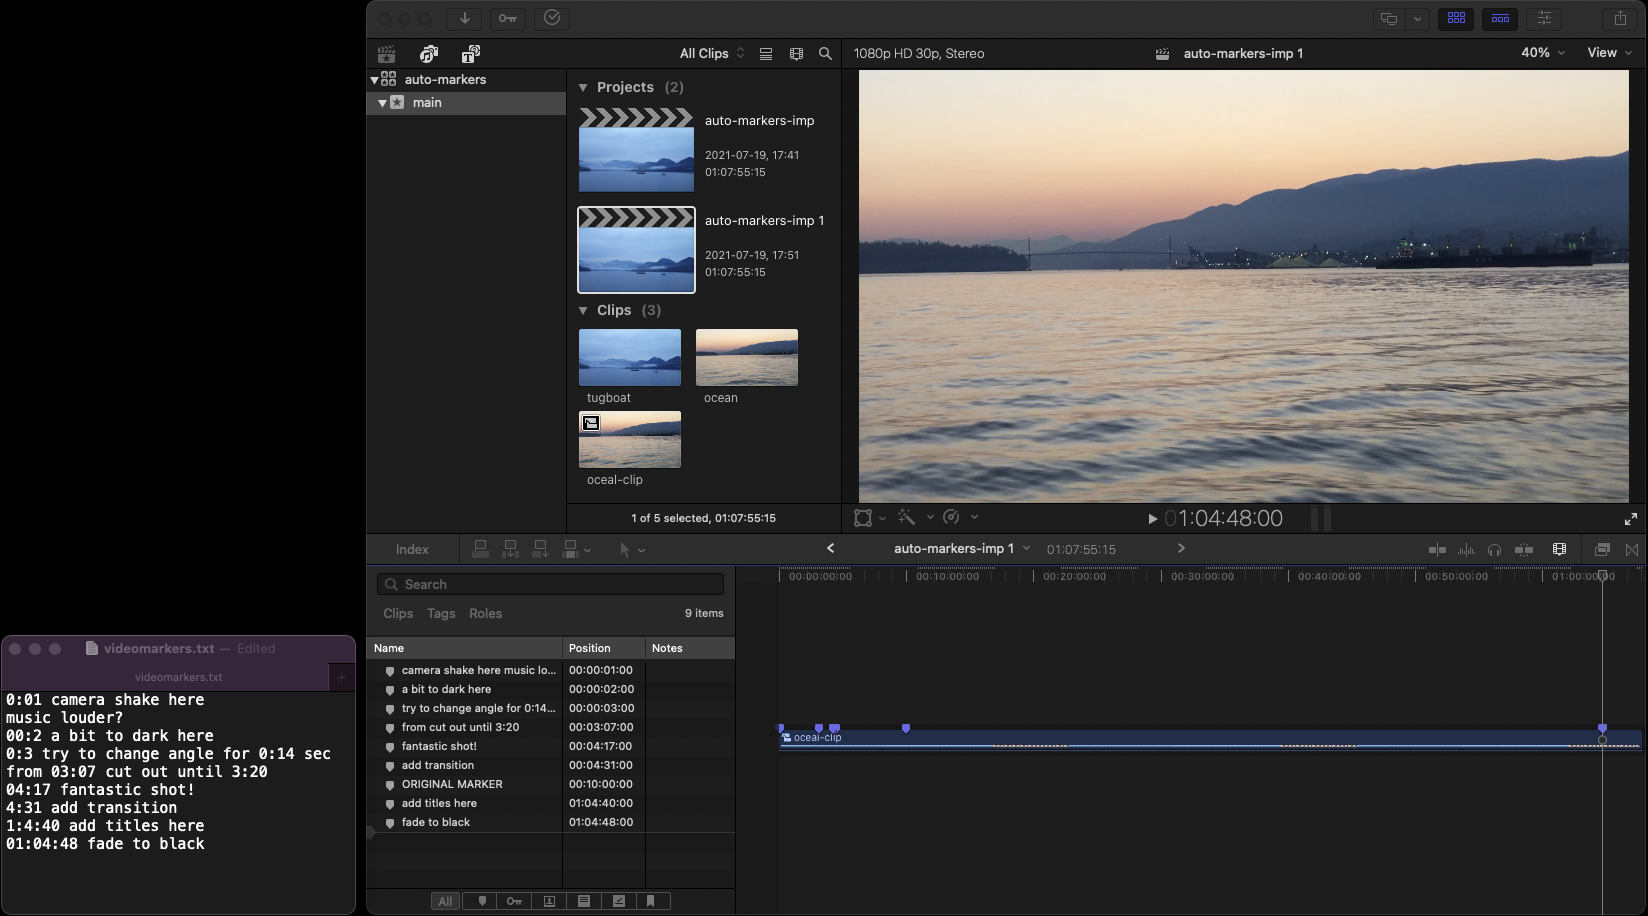 All Clips
1080p HD 30p, Stereo
auto-markers-imp 1
40%
View
auto-markers
main
Projects (2)
auto-markers-imp
2021-07-19, 17:41
01:07:55:15
auto-markers-imp 1
2021-07-19, 17:51
01:07:55:15
Clips (3)
tugboat
ocean
oceal-clip
1 of 5 selected, 01:07:55:15
01:04:48:00
Index
auto-markers-imp 1
01:07:55:15
Search
Clips Tags Roles
9 items
Name Position Notes
camera shake here music lo... 00:00:01:00
a bit to dark here 00:00:02:00
try to change angle for 0:14... 00:00:03:00
from cut out until 3:20 00:03:07:00
fantastic shot! 00:04:17:00
add transition 00:04:31:00
ORIGINAL MARKER 00:10:00:00
add titles here 01:04:40:00
fade to black 01:04:48:00
All
00:00:00:00 00:10:00:00 00:20:00:00 00:30:00:00 00:40:00:00 00:50:00:00 01:00:00:00
oceal-clip
videomarkers.txt — Edited
videomarkers.txt
0:01 camera shake here
music louder?
00:2 a bit to dark here
0:3 try to change angle for 0:14 sec
from 03:07 cut out until 3:20
04:17 fantastic shot!
4:31 add transition
1:4:40 add titles here
01:04:48 fade to black